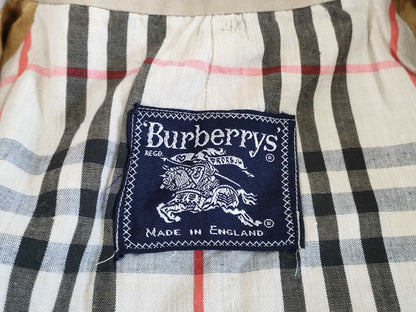 'Burberrys'
REGD. PRORSUM ®
®
MADE IN ENGLAND